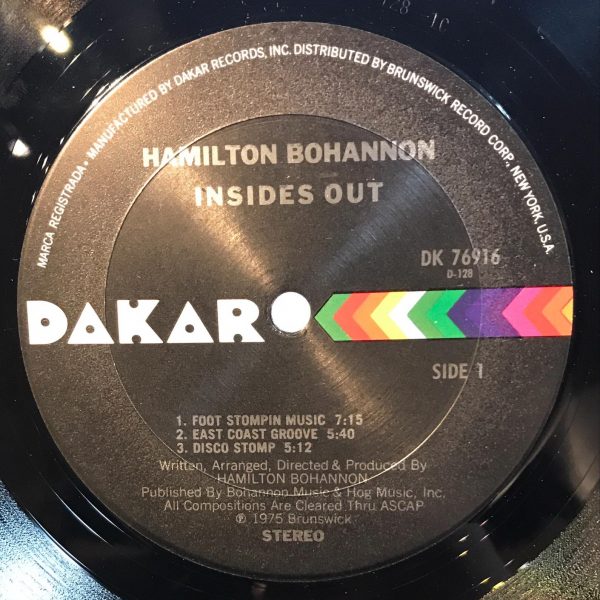 MARCA REGISTRADA • MANUFACTURED BY DAKAR RECORDS, INC. DISTRIBUTED BY BRUNSWICK RECORD CORP., NEW YORK, U.S.A.
HAMILTON BOHANNON
INSIDES OUT
DK 76916
D-128
DAKAR
SIDE 1
1. FOOT STOMPIN MUSIC 7:15
2. EAST COAST GROOVE 5:40
3. DISCO STOMP 5:12
Written, Arranged, Directed & Produced By
HAMILTON BOHANNON
Published By Bohannon Music & Hog Music, Inc.
All Compositions Are Cleared Thru ASCAP
℗ 1975 Brunswick
STEREO